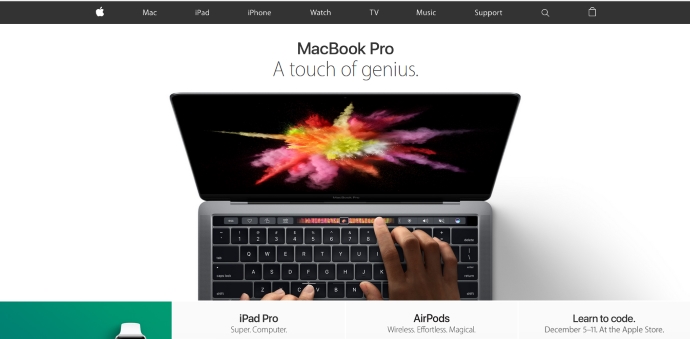 Mac iPad iPhone Watch TV Music Support
MacBook Pro
A touch of genius.
iPad Pro
Super. Computer.
AirPods
Wireless. Effortless. Magical.
Learn to code.
December 5–11. At the Apple Store.